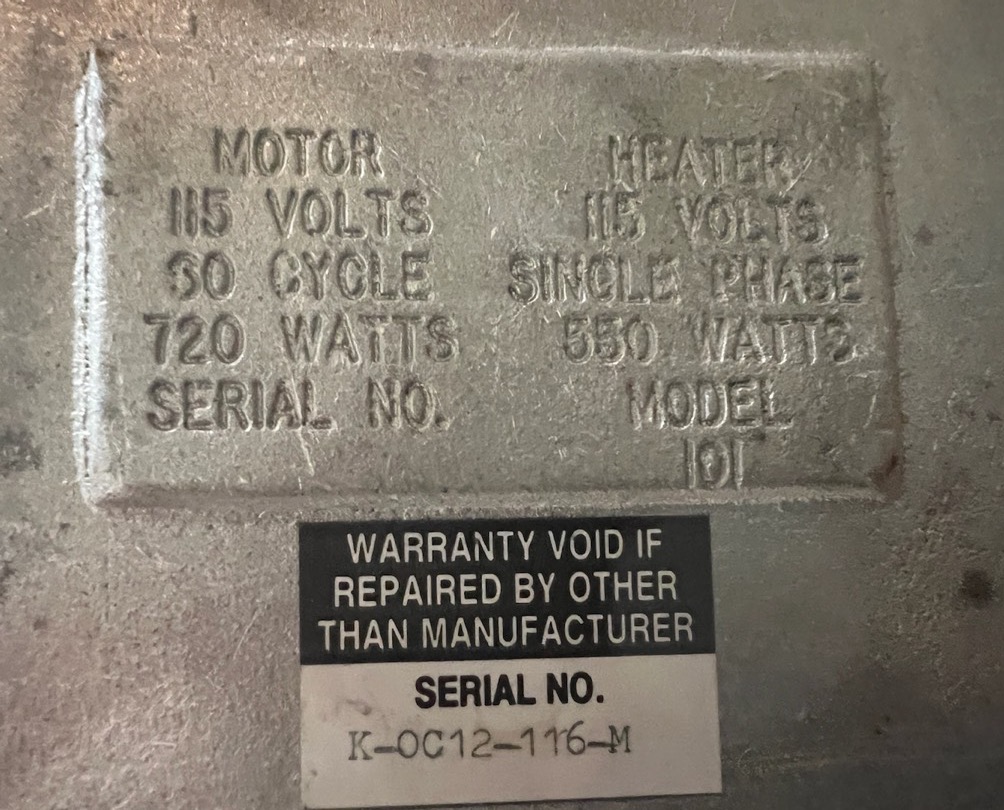 MOTOR
115 VOLTS
60 CYCLE
720 WATTS
SERIAL NO.
HEATER
115 VOLTS
SINGLE PHASE
550 WATTS
MODEL
101
WARRANTY VOID IF
REPAIRED BY OTHER
THAN MANUFACTURER
SERIAL NO.
K-OC12-116-M